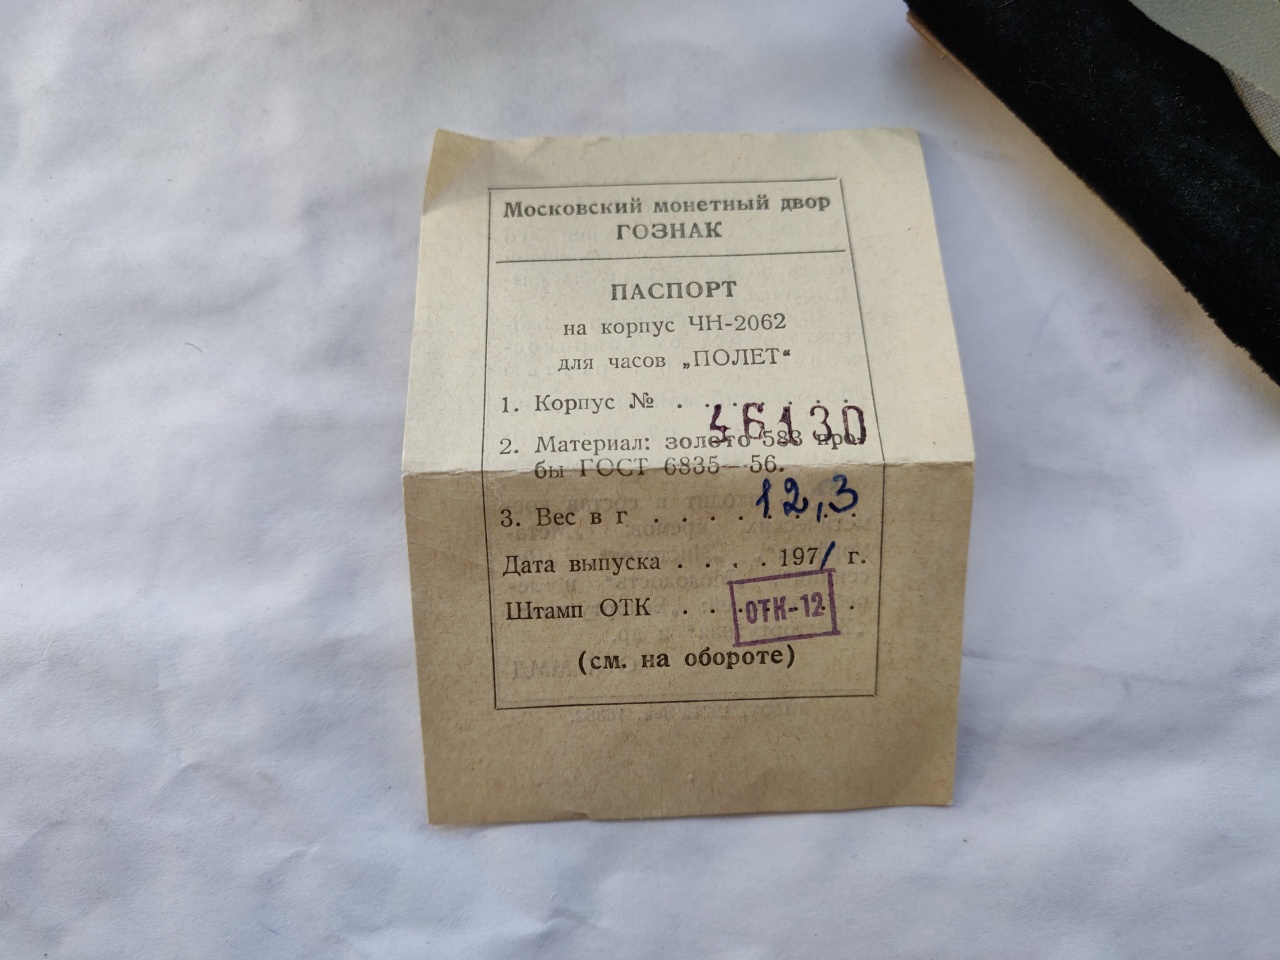 Московский монетный двор
ГОЗНАК
ПАСПОРТ
на корпус ЧН-2062
для часов „ПОЛЕТ“
1. Корпус № . . . . . . 46130
2. Материал: золото 583 про-
бы ГОСТ 6835—56.
3. Вес в г . . . . 12,3
Дата выпуска . . . . 1971 г.
Штамп ОТК . . . ОТК-12 .
(см. на обороте)